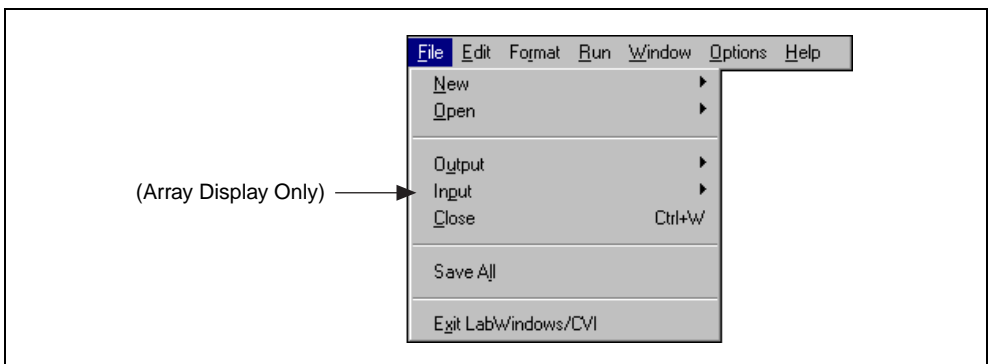 File Edit Format Run Window Options Help
New
Open
Output
(Array Display Only) Input
Close Ctrl+W
Save All
Exit LabWindows/CVI